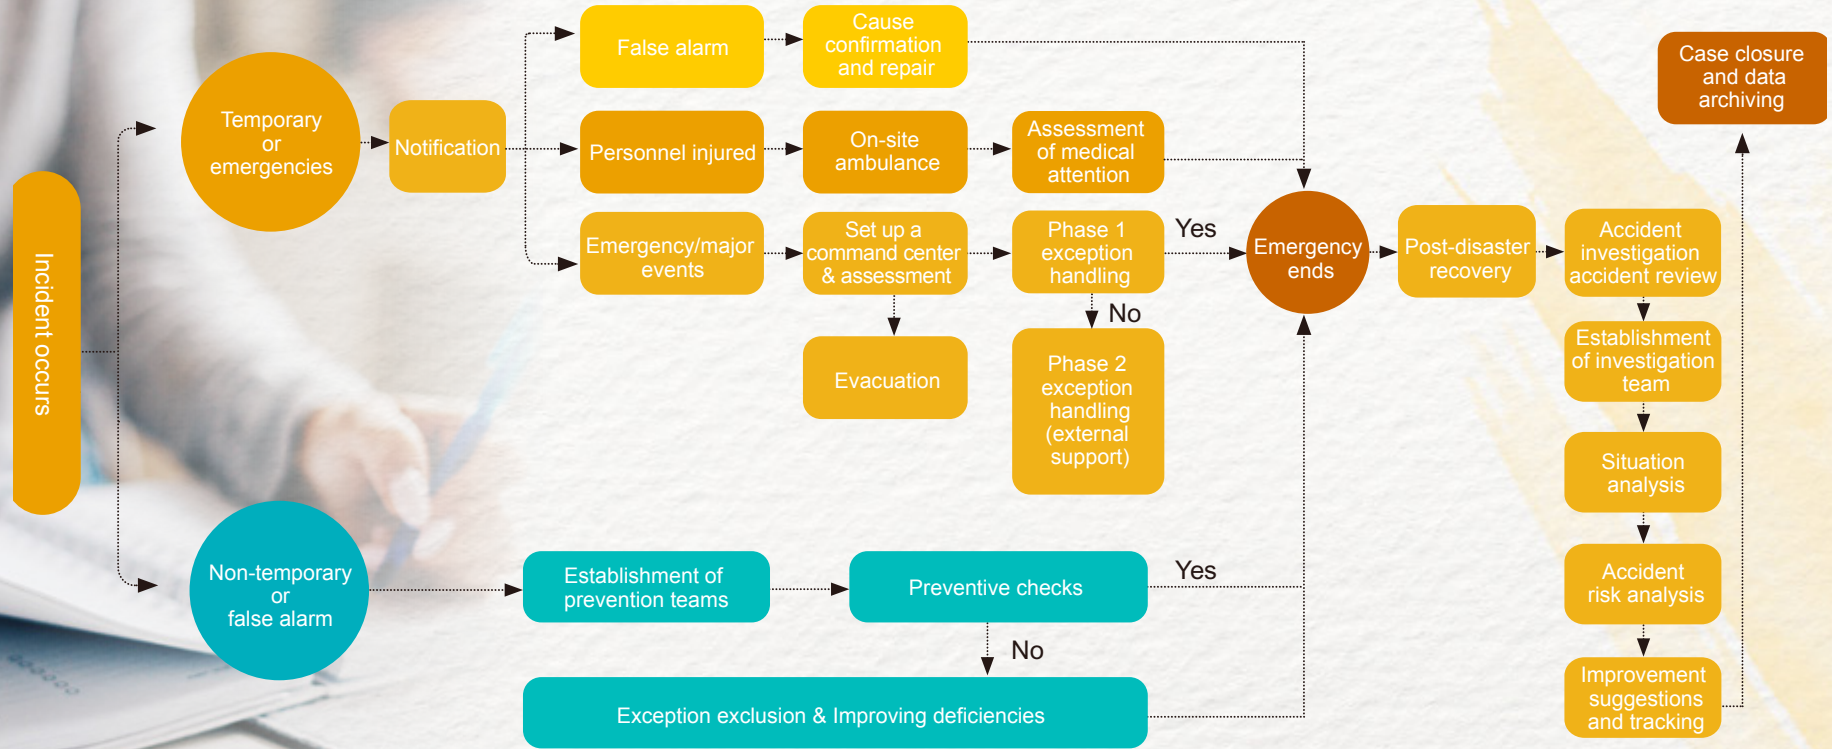 Incident occurs
Temporary
or
emergencies
Notification
False alarm
Cause
confirmation
and repair
Personnel injured
On-site
ambulance
Assessment
of medical
attention
Emergency/major
events
Set up a
command center
& assessment
Phase 1
exception
handling
Yes
No
Evacuation
Phase 2
exception
handling
(external
support)
Non-temporary
or
false alarm
Establishment of
prevention teams
Preventive checks
Yes
No
Exception exclusion & Improving deficiencies
Emergency
ends
Post-disaster
recovery
Accident
investigation
accident review
Establishment
of investigation
team
Situation
analysis
Accident
risk analysis
Improvement
suggestions
and tracking
Case closure
and data
archiving